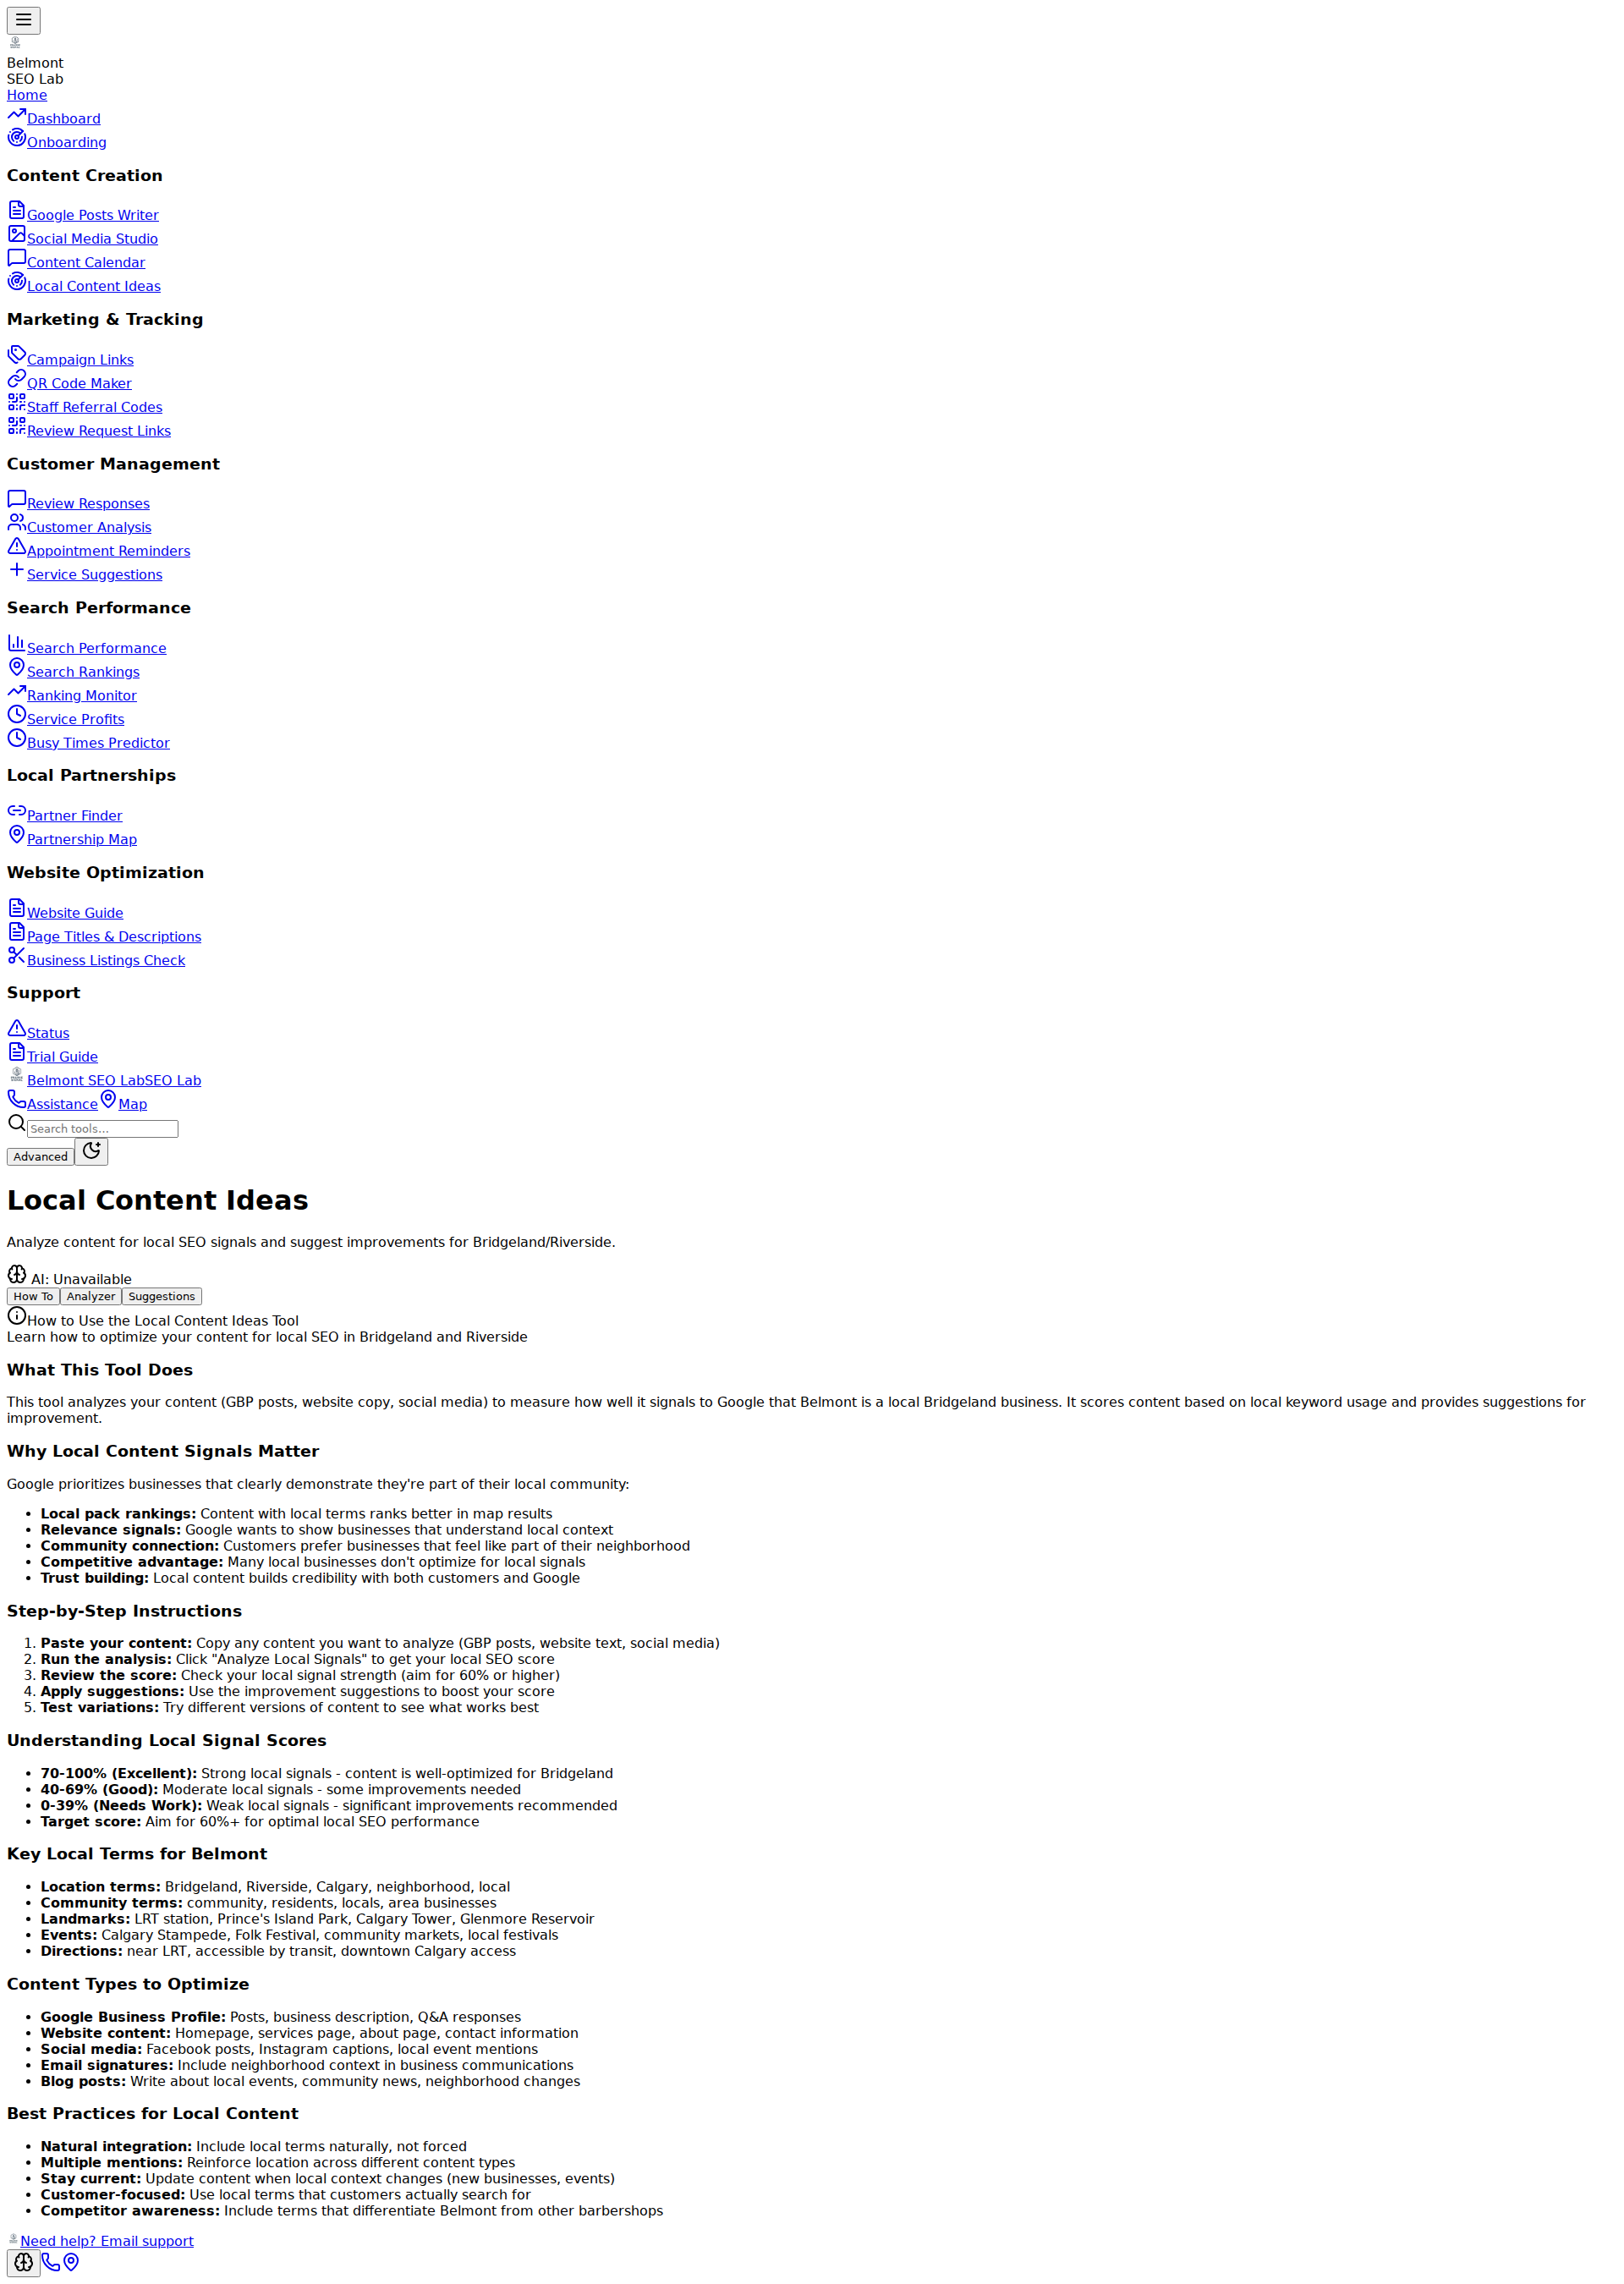 Belmont
SEO Lab
Home
Dashboard
Onboarding
Content Creation
Google Posts Writer
Social Media Studio
Content Calendar
Local Content Ideas
Marketing & Tracking
Campaign Links
QR Code Maker
Staff Referral Codes
Review Request Links
Customer Management
Review Responses
Customer Analysis
Appointment Reminders
Service Suggestions
Search Performance
Search Performance
Search Rankings
Ranking Monitor
Service Profits
Busy Times Predictor
Local Partnerships
Partner Finder
Partnership Map
Website Optimization
Website Guide
Page Titles & Descriptions
Business Listings Check
Support
Status
Trial Guide
Belmont SEO LabSEO Lab
Assistance Map
Search tools...
Advanced
Local Content Ideas
Analyze content for local SEO signals and suggest improvements for Bridgeland/Riverside.
AI: Unavailable
How To Analyzer Suggestions
How to Use the Local Content Ideas Tool
Learn how to optimize your content for local SEO in Bridgeland and Riverside
What This Tool Does
This tool analyzes your content (GBP posts, website copy, social media) to measure how well it signals to Google that Belmont is a local Bridgeland business. It scores content based on local keyword usage and provides suggestions for
improvement.
Why Local Content Signals Matter
Google prioritizes businesses that clearly demonstrate they're part of their local community:
• Local pack rankings: Content with local terms ranks better in map results
• Relevance signals: Google wants to show businesses that understand local context
• Community connection: Customers prefer businesses that feel like part of their neighborhood
• Competitive advantage: Many local businesses don't optimize for local signals
• Trust building: Local content builds credibility with both customers and Google
Step-by-Step Instructions
1. Paste your content: Copy any content you want to analyze (GBP posts, website text, social media)
2. Run the analysis: Click "Analyze Local Signals" to get your local SEO score
3. Review the score: Check your local signal strength (aim for 60% or higher)
4. Apply suggestions: Use the improvement suggestions to boost your score
5. Test variations: Try different versions of content to see what works best
Understanding Local Signal Scores
• 70-100% (Excellent): Strong local signals - content is well-optimized for Bridgeland
• 40-69% (Good): Moderate local signals - some improvements needed
• 0-39% (Needs Work): Weak local signals - significant improvements recommended
• Target score: Aim for 60%+ for optimal local SEO performance
Key Local Terms for Belmont
• Location terms: Bridgeland, Riverside, Calgary, neighborhood, local
• Community terms: community, residents, locals, area businesses
• Landmarks: LRT station, Prince's Island Park, Calgary Tower, Glenmore Reservoir
• Events: Calgary Stampede, Folk Festival, community markets, local festivals
• Directions: near LRT, accessible by transit, downtown Calgary access
Content Types to Optimize
• Google Business Profile: Posts, business description, Q&A responses
• Website content: Homepage, services page, about page, contact information
• Social media: Facebook posts, Instagram captions, local event mentions
• Email signatures: Include neighborhood context in business communications
• Blog posts: Write about local events, community news, neighborhood changes
Best Practices for Local Content
• Natural integration: Include local terms naturally, not forced
• Multiple mentions: Reinforce location across different content types
• Stay current: Update content when local context changes (new businesses, events)
• Customer-focused: Use local terms that customers actually search for
• Competitor awareness: Include terms that differentiate Belmont from other barbershops
Need help? Email support